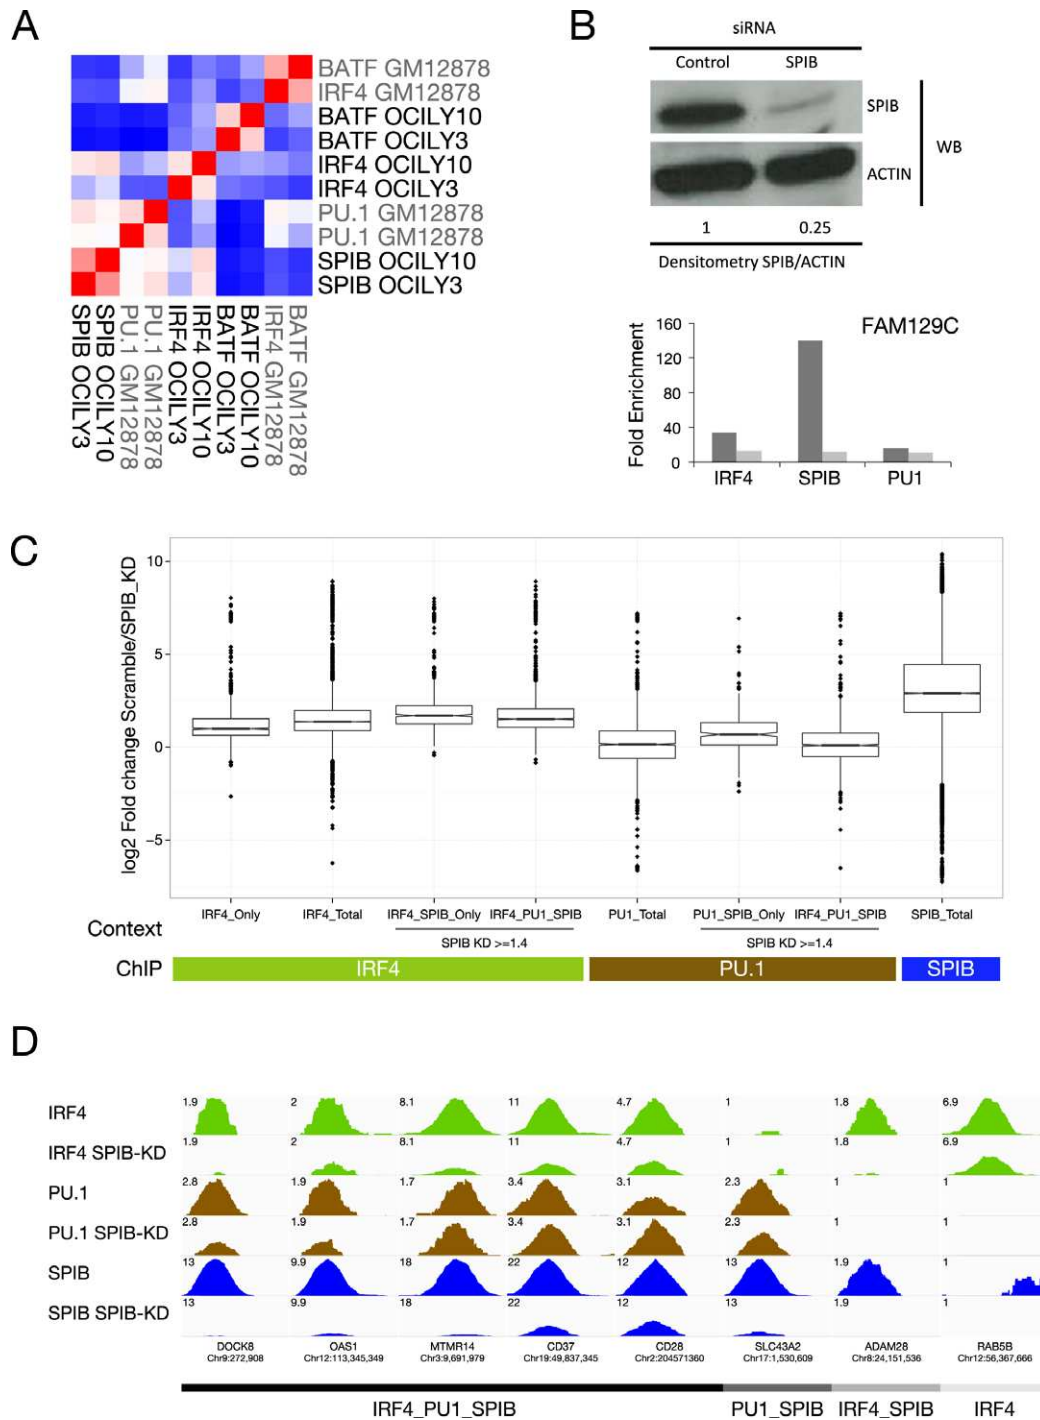 A
BATF GM12878
IRF4 GM12878
BATF OCILY10
BATF OCILY3
IRF4 OCILY10
IRF4 OCILY3
PU.1 GM12878
PU.1 GM12878
SPIB OCILY10
SPIB OCILY3
SPIB OCILY3
SPIB OCILY10
PU.1 GM12878
PU.1 GM12878
IRF4 OCILY3
IRF4 OCILY10
BATF OCILY3
BATF OCILY10
IRF4 GM12878
BATF GM12878
B
siRNA
Control SPIB
SPIB
WB
ACTIN
1 0.25
Densitometry SPIB/ACTIN
FAM129C
Fold Enrichment
160
120
80
40
0
IRF4 SPIB PU1
C
log2 Fold change Scramble/SPIB_KD
10
5
0
−5
IRF4_Only IRF4_Total IRF4_SPIB_Only IRF4_PU1_SPIB PU1_Total PU1_SPIB_Only IRF4_PU1_SPIB SPIB_Total
Context
SPIB KD >=1.4 SPIB KD >=1.4
ChIP IRF4 PU.1 SPIB
D
IRF4 1.9 2 8.1 11 4.7 1 1.8 6.9
IRF4 SPIB-KD 1.9 2 8.1 11 4.7 1 1.8 6.9
PU.1 2.8 1.9 1.7 3.4 3.1 2.3 1 1
PU.1 SPIB-KD 2.8 1.9 1.7 3.4 3.1 2.3 1 1
SPIB 13 9.9 18 22 12 13 1.9 1
SPIB SPIB-KD 13 9.9 18 22 12 13 1.9 1
DOCK8 OAS1 MTMR14 CD37 CD28 SLC43A2 ADAM28 RAB5B
Chr9:272,908 Chr12:113,345,349 Chr3:9,691,979 Chr19:49,837,345 Chr2:204571360 Chr17:1,530,609 Chr8:24,151,536 Chr12:56,367,666
IRF4_PU1_SPIB PU1_SPIB IRF4_SPIB IRF4